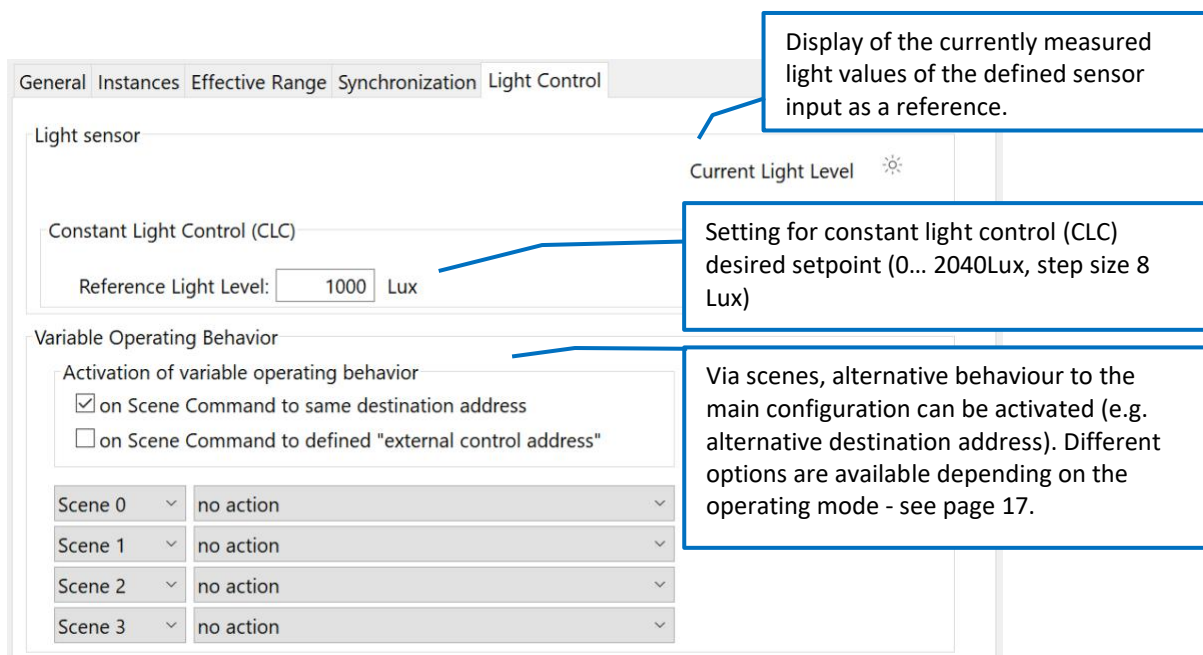 Display of the currently measured
light values of the defined sensor
input as a reference.
General Instances Effective Range Synchronization Light Control
Light sensor
Current Light Level
Constant Light Control (CLC)
Reference Light Level: 1000 Lux
Setting for constant light control (CLC)
desired setpoint (0... 2040Lux, step size 8
Lux)
Variable Operating Behavior
Activation of variable operating behavior
on Scene Command to same destination address
on Scene Command to defined "external control address"
Via scenes, alternative behaviour to the
main configuration can be activated (e.g.
alternative destination address). Different
options are available depending on the
operating mode - see page 17.
Scene 0 no action
Scene 1 no action
Scene 2 no action
Scene 3 no action